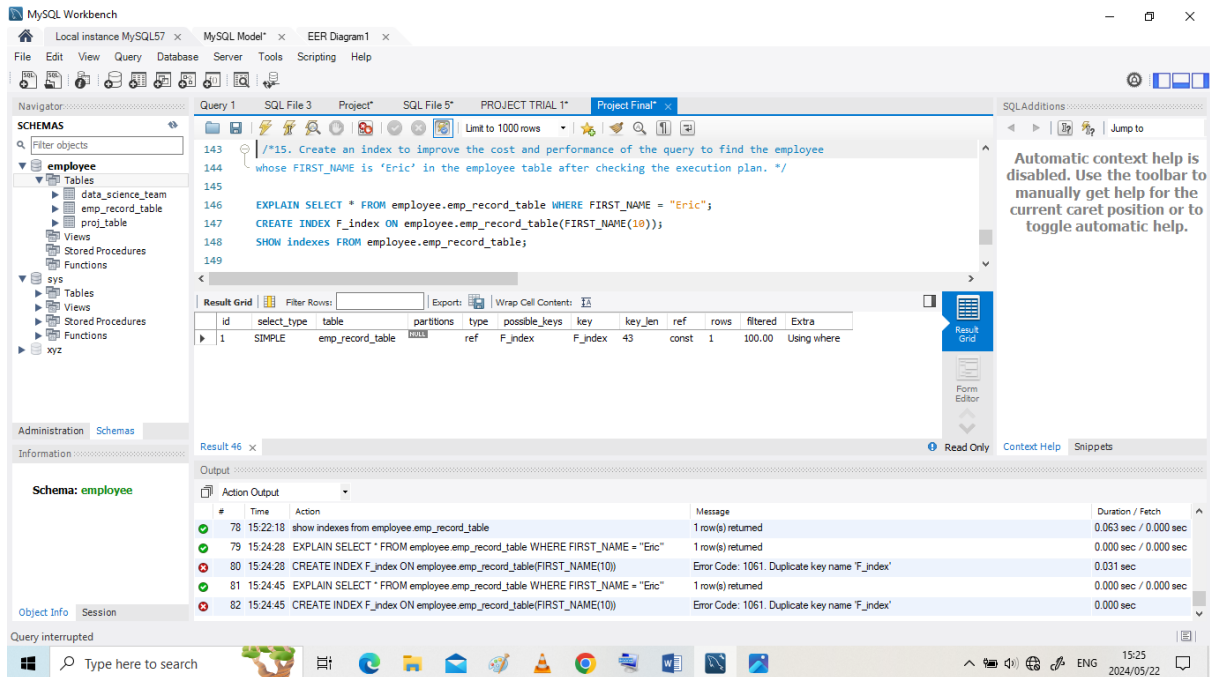 MySQL Workbench
Local instance MySQL57 × MySQL Model* × EER Diagram1 ×
File Edit View Query Database Server Tools Scripting Help
Navigator
SCHEMAS
Filter objects
employee
Tables
data_science_team
emp_record_table
proj_table
Views
Stored Procedures
Functions
sys
Tables
Views
Stored Procedures
Functions
xyz
Administration Schemas
Information
Schema: employee
Object Info Session
Query 1 SQL File 3 Project* SQL File 5* PROJECT TRIAL 1* Project Final* ×
Limit to 1000 rows
143 /*15. Create an index to improve the cost and performance of the query to find the employee
144 whose FIRST_NAME is ‘Eric’ in the employee table after checking the execution plan. */
145
146 EXPLAIN SELECT * FROM employee.emp_record_table WHERE FIRST_NAME = "Eric";
147 CREATE INDEX F_index ON employee.emp_record_table(FIRST_NAME(10));
148 SHOW indexes FROM employee.emp_record_table;
149
Result Grid Filter Rows: Export: Wrap Cell Content:
id select_type table partitions type possible_keys key key_len ref rows filtered Extra
1 SIMPLE emp_record_table NULL ref F_index F_index 43 const 1 100.00 Using where
Result Grid
Form Editor
Result 46 × Read Only
SQLAdditions
Jump to
Automatic context help is
disabled. Use the toolbar to
manually get help for the
current caret position or to
toggle automatic help.
Context Help Snippets
Output
Action Output
# Time Action Message Duration / Fetch
78 15:22:18 show indexes from employee.emp_record_table 1 row(s) returned 0.063 sec / 0.000 sec
79 15:24:28 EXPLAIN SELECT * FROM employee.emp_record_table WHERE FIRST_NAME = "Eric" 1 row(s) returned 0.000 sec / 0.000 sec
80 15:24:28 CREATE INDEX F_index ON employee.emp_record_table(FIRST_NAME(10)) Error Code: 1061. Duplicate key name 'F_index' 0.031 sec
81 15:24:45 EXPLAIN SELECT * FROM employee.emp_record_table WHERE FIRST_NAME = "Eric" 1 row(s) returned 0.000 sec / 0.000 sec
82 15:24:45 CREATE INDEX F_index ON employee.emp_record_table(FIRST_NAME(10)) Error Code: 1061. Duplicate key name 'F_index' 0.000 sec
Query interrupted
Type here to search
ENG
15:25
2024/05/22